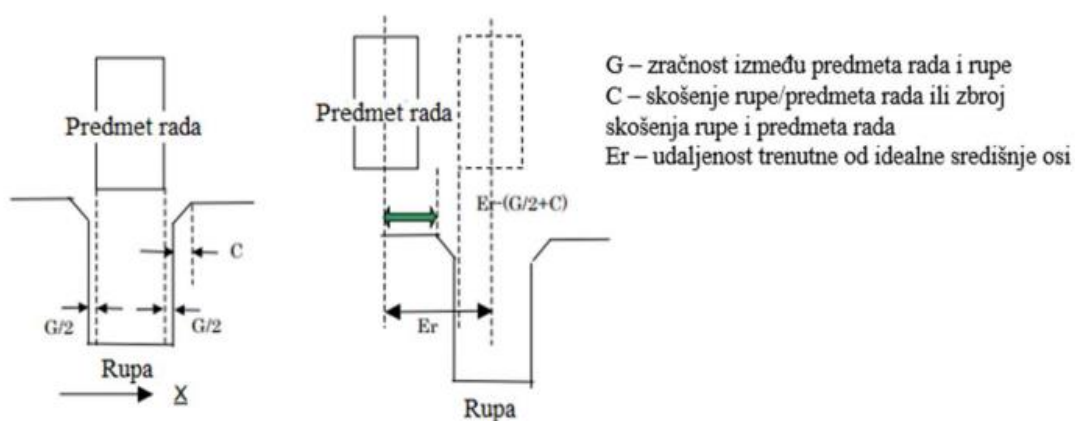 Predmet rada
C
G/2
G/2
Rupa
X
Predmet rada
Er-(G/2+C)
Er
Rupa
G – zračnost između predmeta rada i rupe
C – skošenje rupe/predmeta rada ili zbroj
skošenja rupe i predmeta rada
Er – udaljenost trenutne od idealne središnje osi